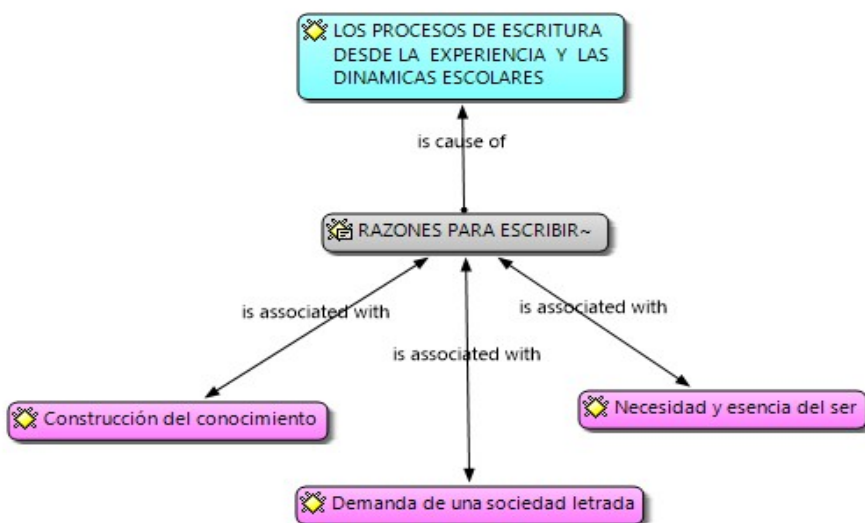 LOS PROCESOS DE ESCRITURA
DESDE LA EXPERIENCIA Y LAS
DINAMICAS ESCOLARES
is cause of
RAZONES PARA ESCRIBIR~
is associated with
is associated with
is associated with
Construcción del conocimiento
Necesidad y esencia del ser
Demanda de una sociedad letrada